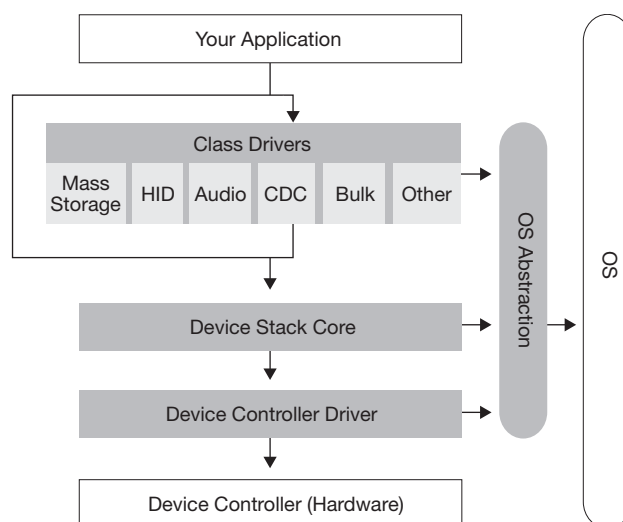 Your Application
Class Drivers
Mass
Storage
HID
Audio
CDC
Bulk
Other
Device Stack Core
Device Controller Driver
Device Controller (Hardware)
OS Abstraction
OS